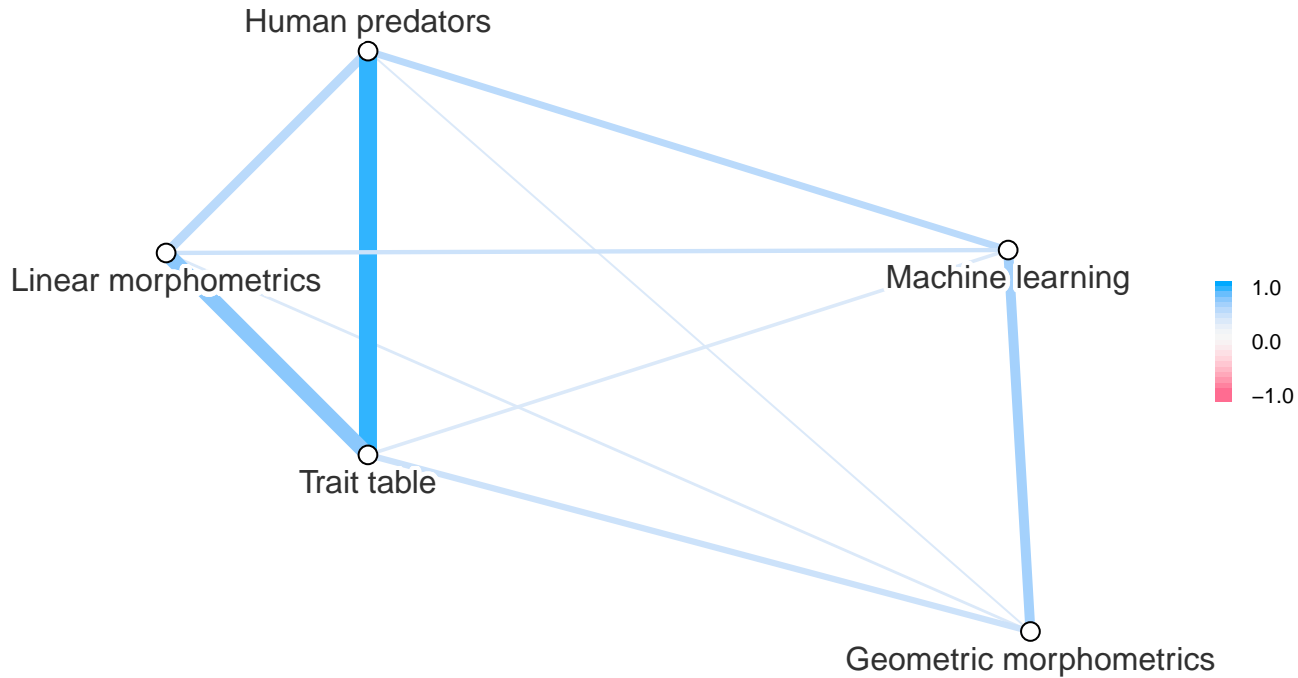 Human predators
Linear morphometrics
Machine learning
1.0
0.0
−1.0
Trait table
Geometric morphometrics